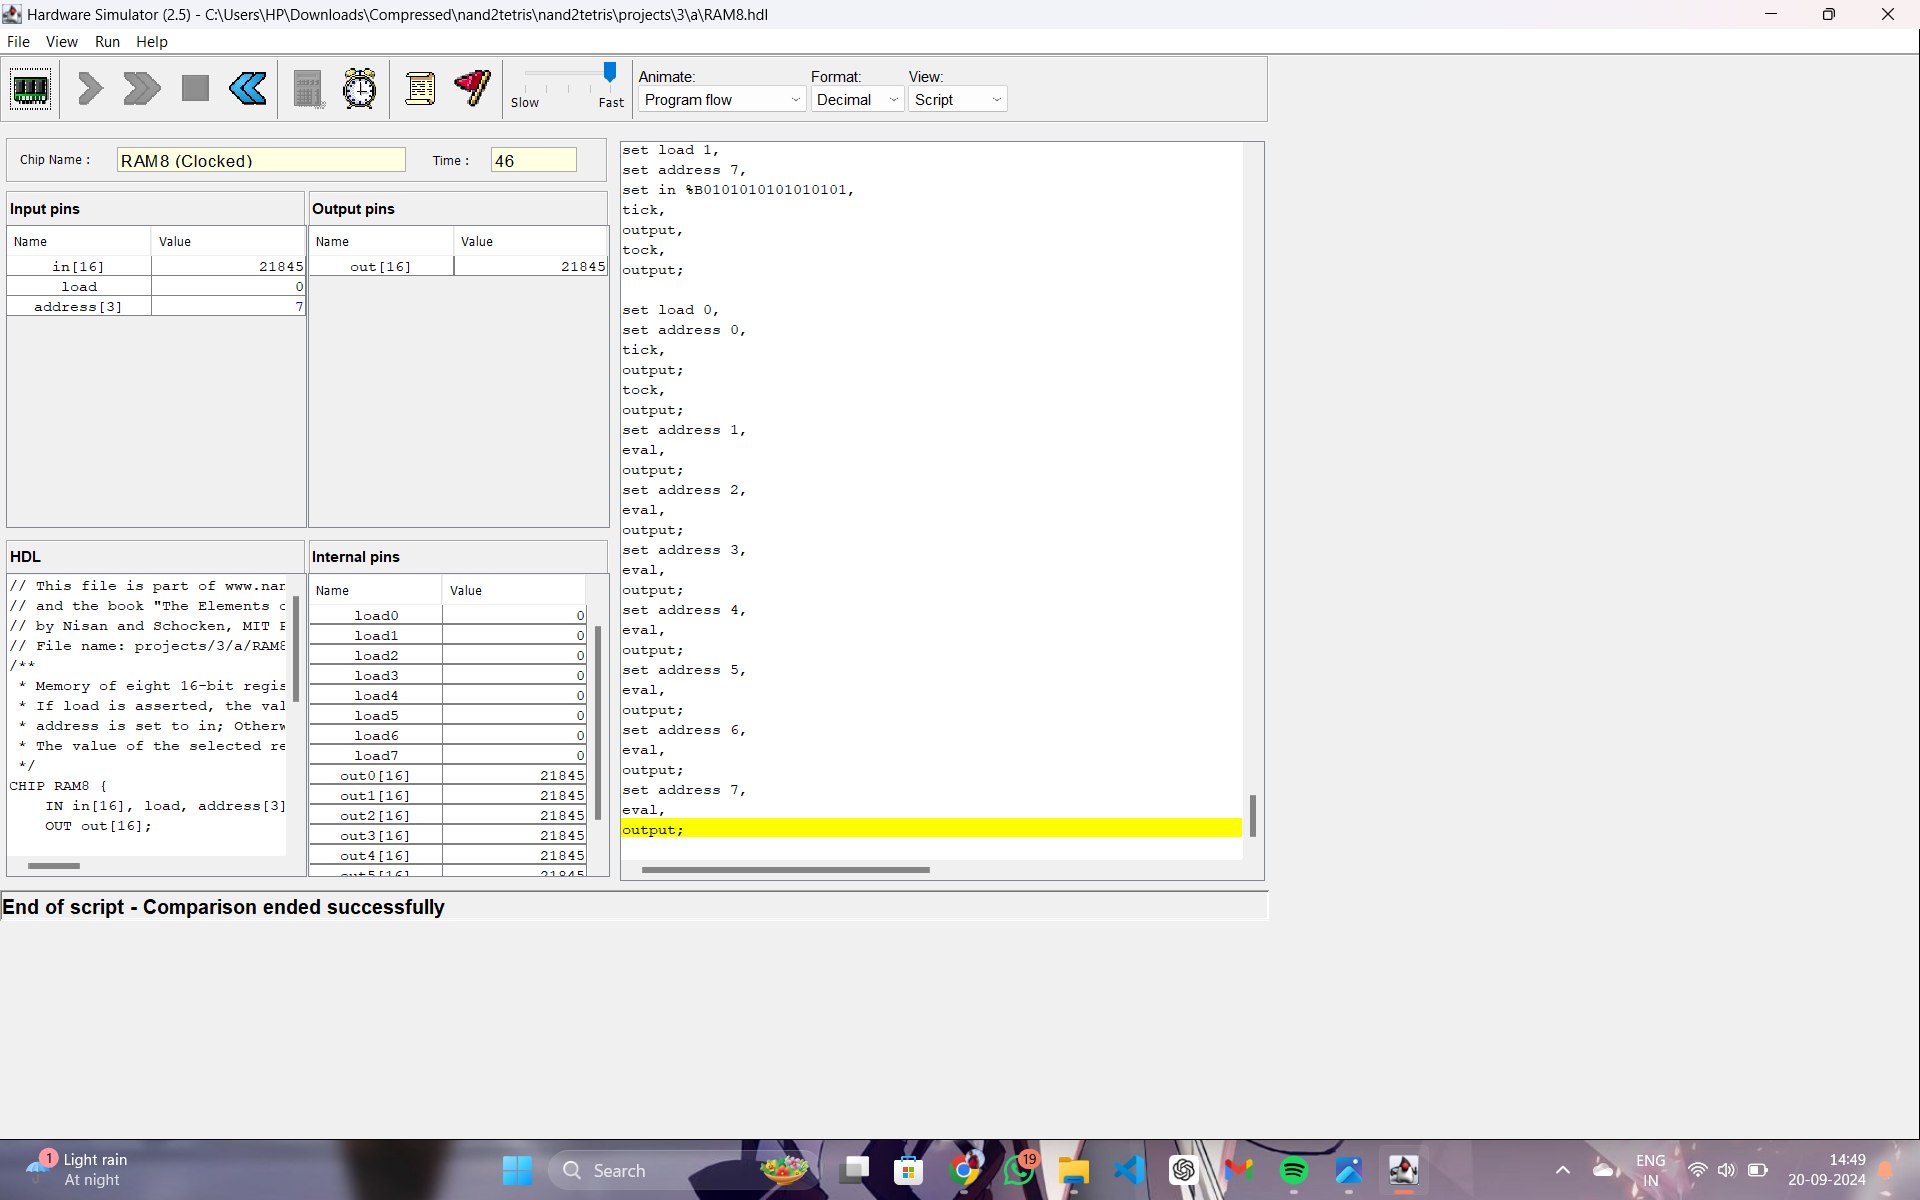 Hardware Simulator (2.5) - C:\Users\HP\Downloads\Compressed\nand2tetris\nand2tetris\projects\3\a\RAM8.hdl
File View Run Help
Slow Fast
Animate: Format: View:
Program flow Decimal Script
Chip Name : RAM8 (Clocked) Time : 46
Input pins
Name Value
in[16] 21845
load 0
address[3] 7
Output pins
Name Value
out[16] 21845
HDL
// This file is part of www.nan
// and the book "The Elements o
// by Nisan and Schocken, MIT P
// File name: projects/3/a/RAM8
/**
* Memory of eight 16-bit regis
* If load is asserted, the val
* address is set to in; Otherw
* The value of the selected re
*/
CHIP RAM8 {
IN in[16], load, address[3]
OUT out[16];
Internal pins
Name Value
load0 0
load1 0
load2 0
load3 0
load4 0
load5 0
load6 0
load7 0
out0[16] 21845
out1[16] 21845
out2[16] 21845
out3[16] 21845
out4[16] 21845
out5[16] 21845
set load 1,
set address 7,
set in %B0101010101010101,
tick,
output,
tock,
output;
set load 0,
set address 0,
tick,
output;
tock,
output;
set address 1,
eval,
output;
set address 2,
eval,
output;
set address 3,
eval,
output;
set address 4,
eval,
output;
set address 5,
eval,
output;
set address 6,
eval,
output;
set address 7,
eval,
output;
End of script - Comparison ended successfully
1 Light rain
At night
Search
19
ENG
IN
14:49
20-09-2024